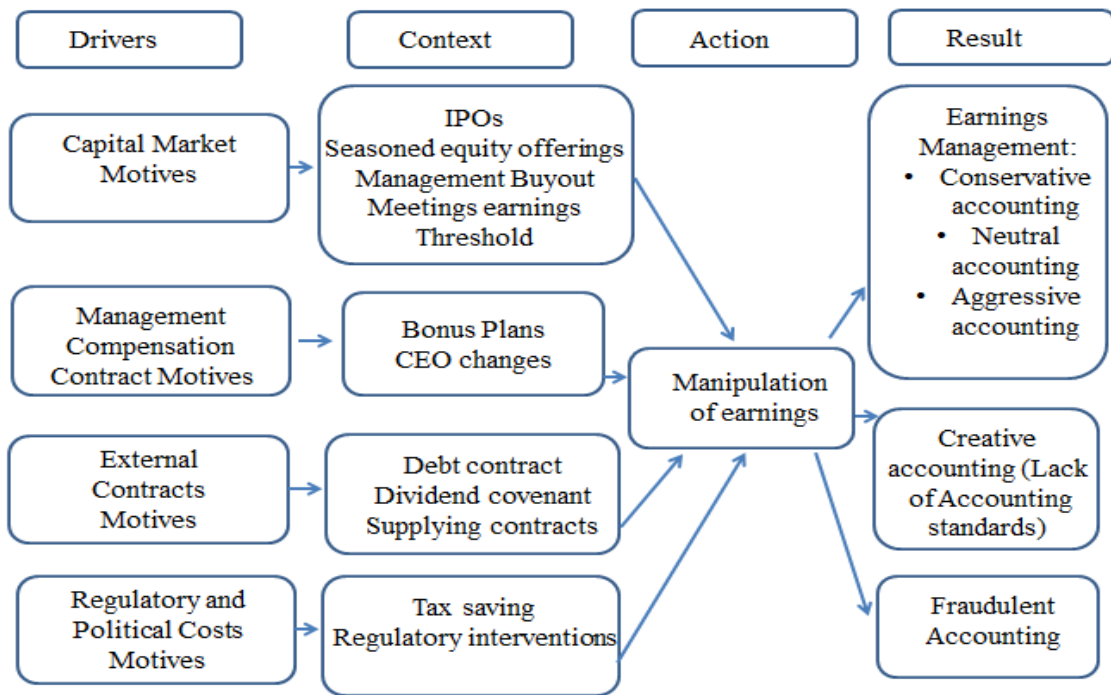 Drivers
Context
Action
Result
Capital Market
Motives
IPOs
Seasoned equity offerings
Management Buyout
Meetings earnings
Threshold
Earnings
Management:
• Conservative
accounting
• Neutral
accounting
• Aggressive
accounting
Management
Compensation
Contract Motives
Bonus Plans
CEO changes
Manipulation
of earnings
External
Contracts
Motives
Debt contract
Dividend covenant
Supplying contracts
Creative
accounting (Lack
of Accounting
standards)
Regulatory and
Political Costs
Motives
Tax saving
Regulatory interventions
Fraudulent
Accounting